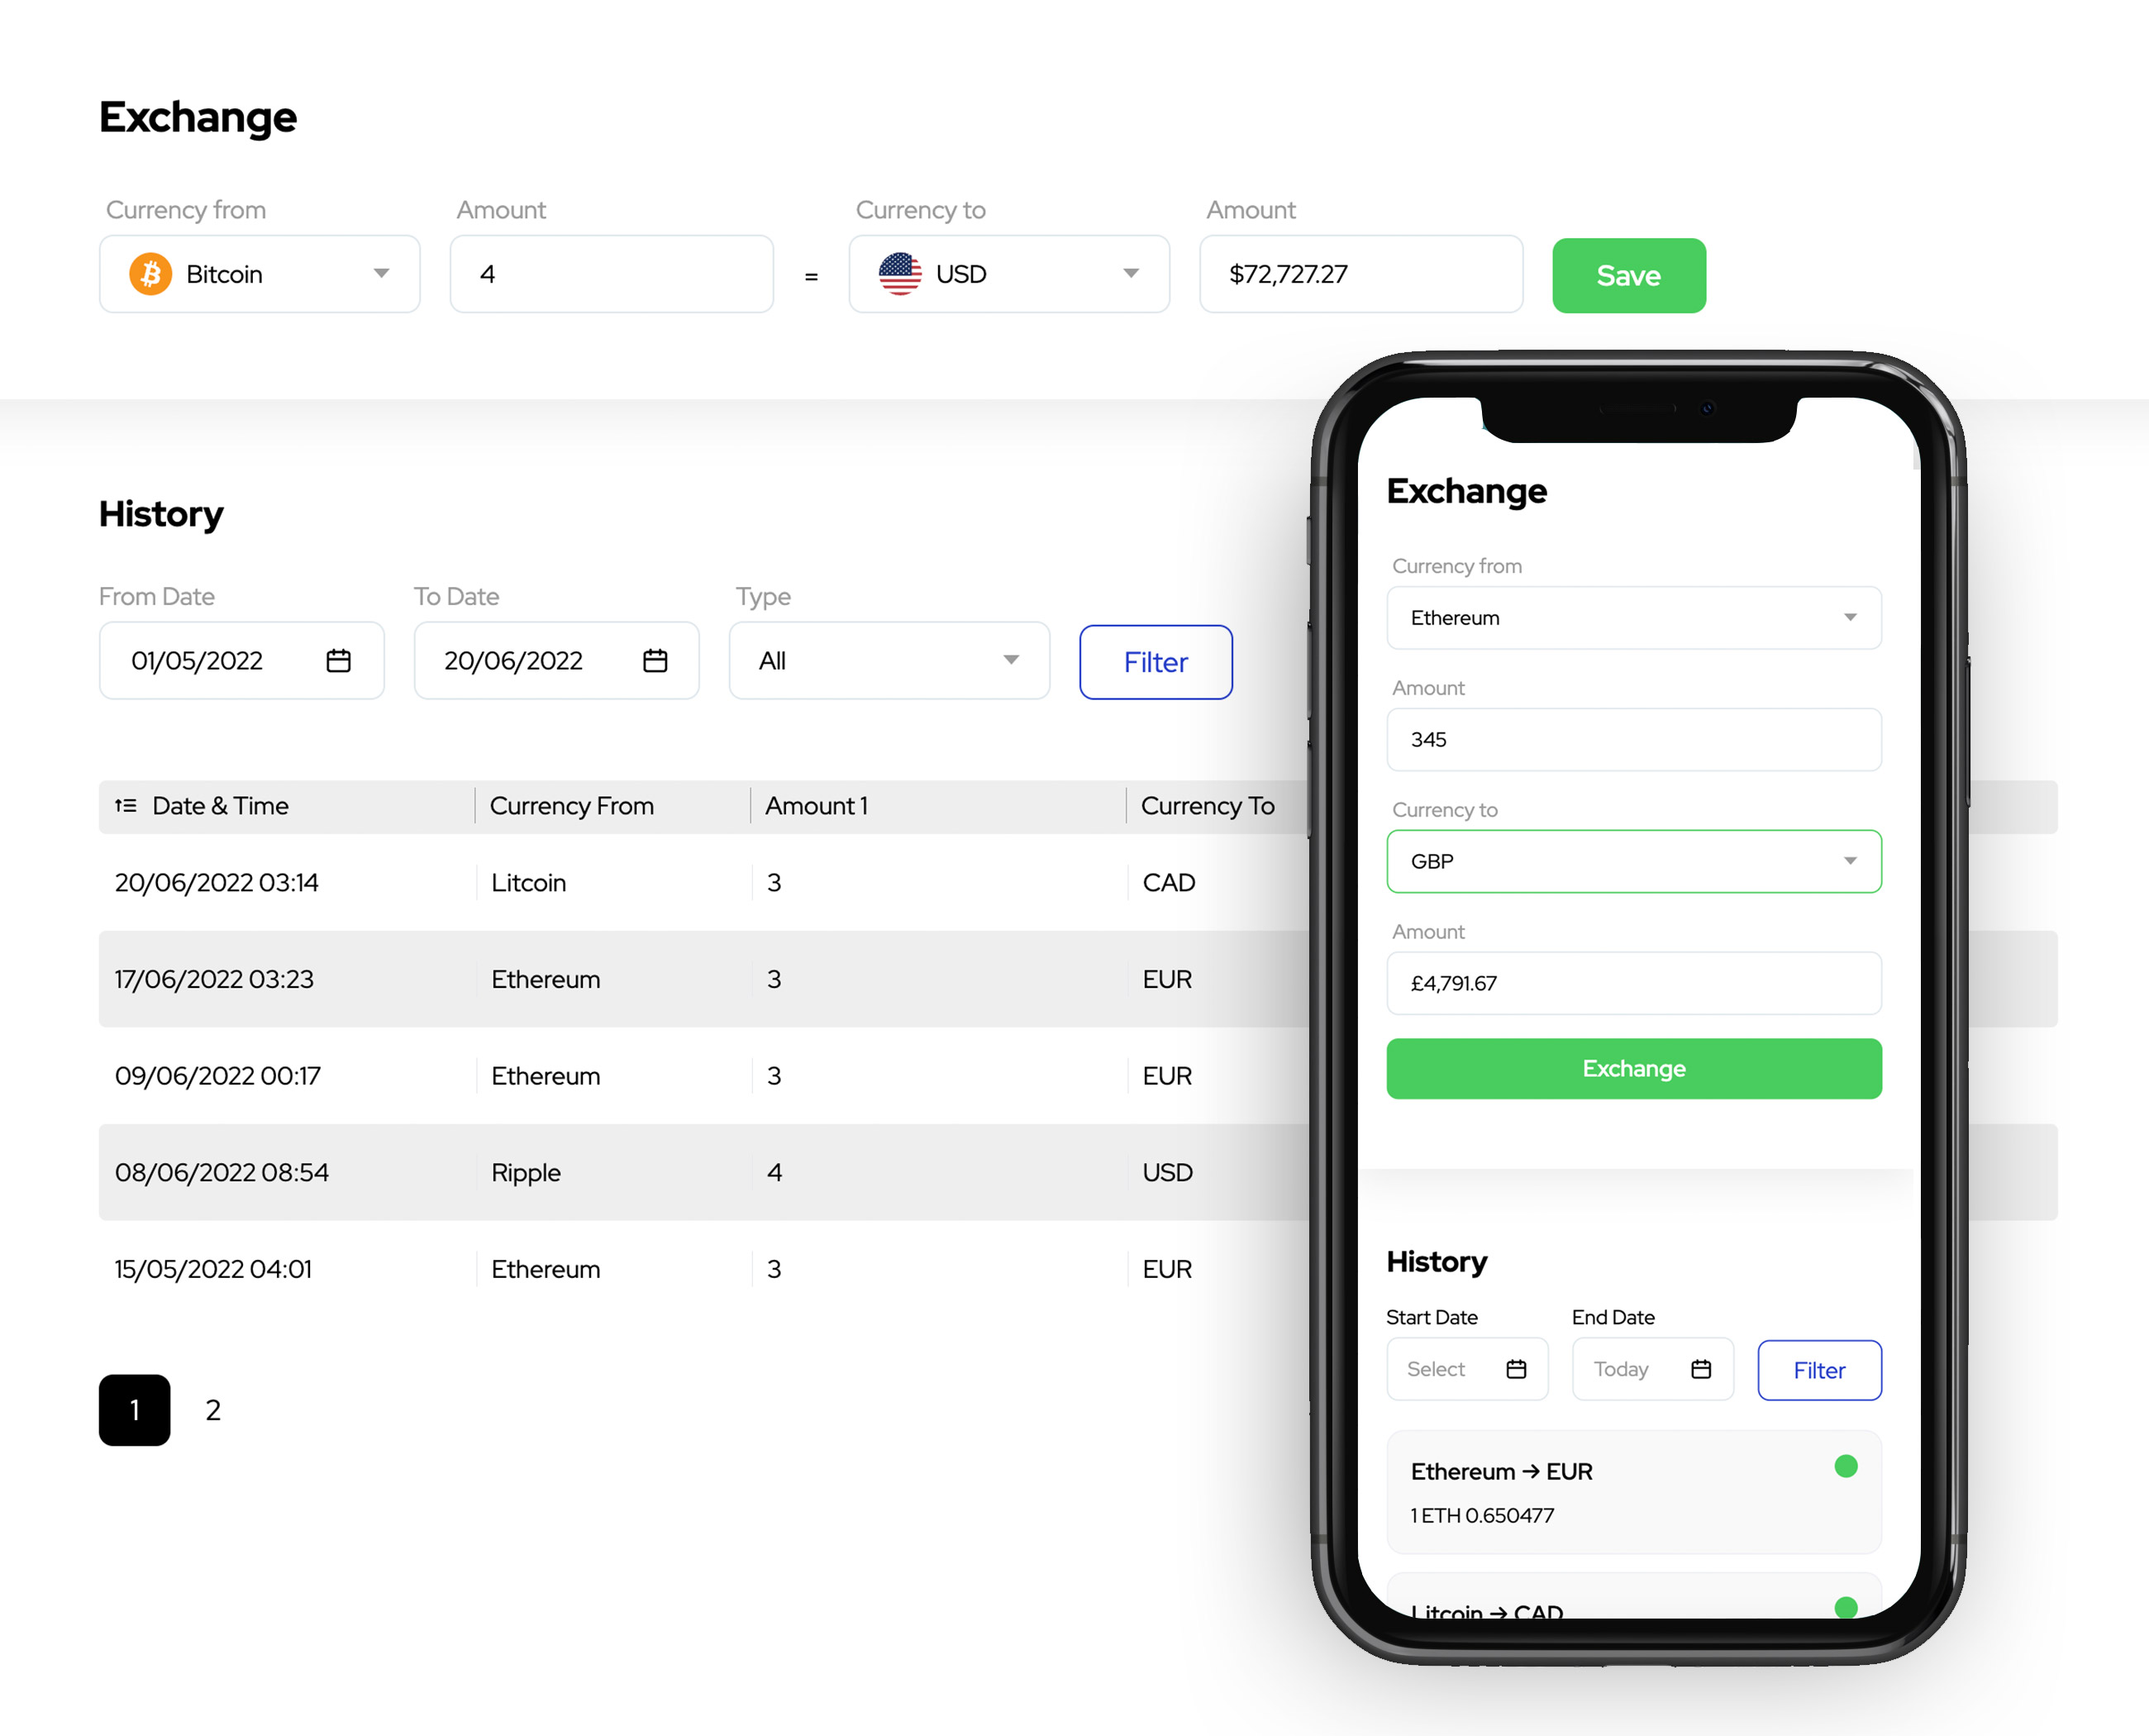 Exchange
Currency from
Amount
Currency to
Amount
Bitcoin
4
=
USD
$72,727.27
Save
History
From Date
To Date
Type
01/05/2022
20/06/2022
All
Filter
Date & Time
Currency From
Amount 1
Currency To
20/06/2022 03:14
Litcoin
3
CAD
17/06/2022 03:23
Ethereum
3
EUR
09/06/2022 00:17
Ethereum
3
EUR
08/06/2022 08:54
Ripple
4
USD
15/05/2022 04:01
Ethereum
3
EUR
1
2
Exchange
Currency from
Ethereum
Amount
345
Currency to
GBP
Amount
£4,791.67
Exchange
History
Start Date
End Date
Select
Today
Filter
Ethereum → EUR
1 ETH 0.650477
Litcoin → CAD